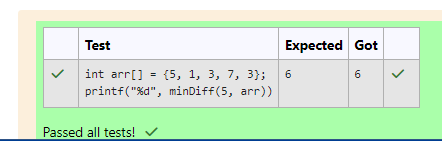 Test Expected Got
int arr[] = {5, 1, 3, 7, 3}; 6 6
printf("%d", minDiff(5, arr))
Passed all tests!